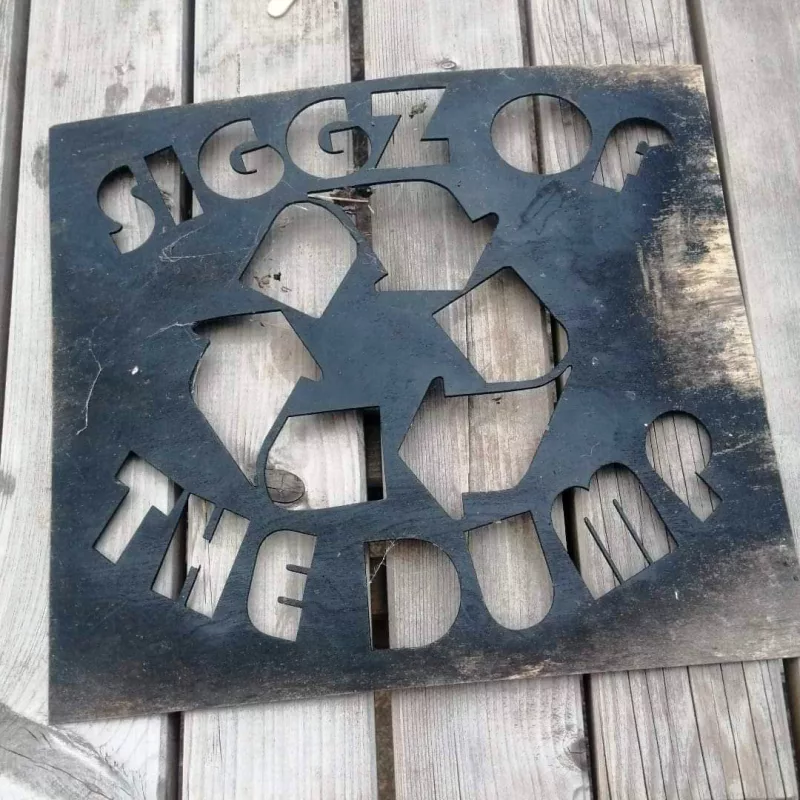 SIGGZ OF
THE DUMP